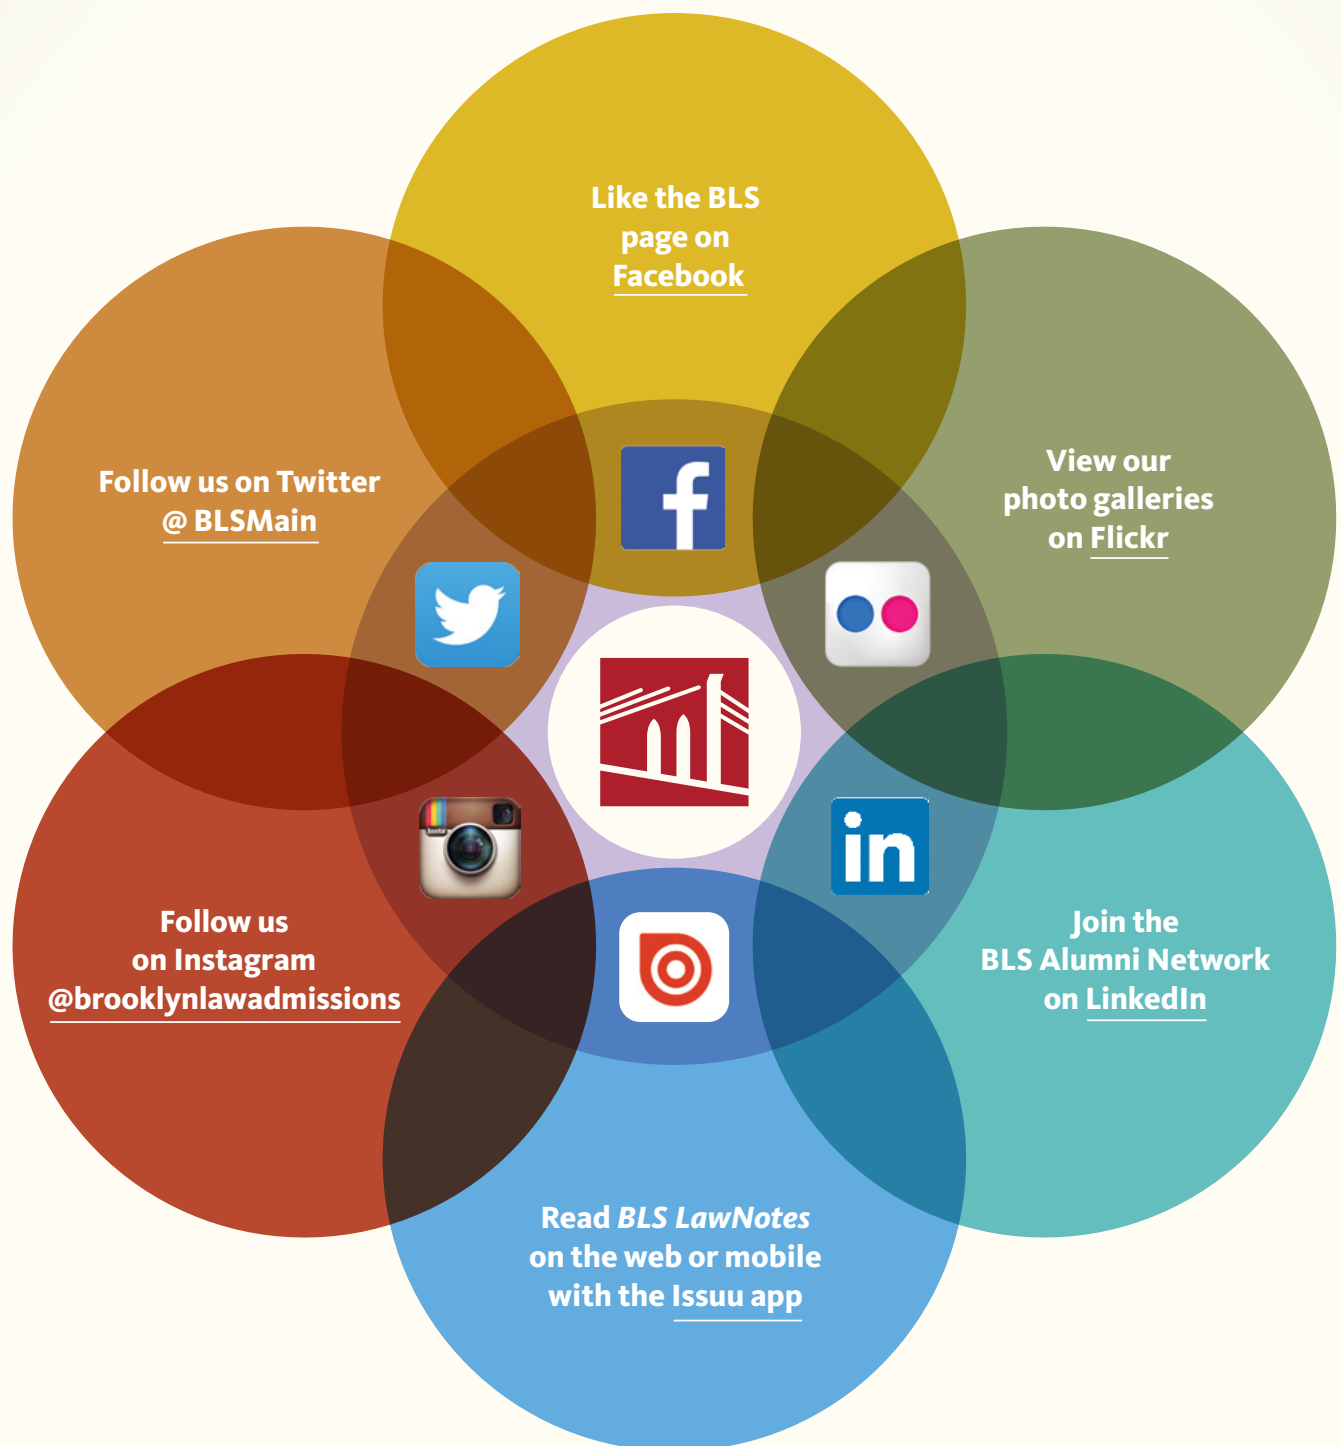 Like the BLS
page on
Facebook
View our
photo galleries
on Flickr
Follow us on Twitter
@ BLSMain
Join the
BLS Alumni Network
on LinkedIn
Follow us
on Instagram
@brooklynlawadmissions
Read BLS LawNotes
on the web or mobile
with the Issuu app
f
in